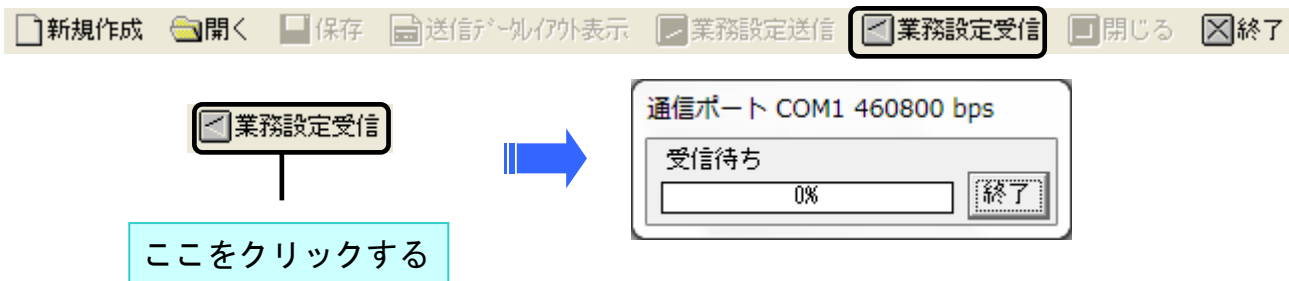 新規作成 開く 保存 送信ﾃﾞｰﾀﾚｲｱｳﾄ表示 業務設定送信 業務設定受信 閉じる 終了
業務設定受信
通信ポート COM1 460800 bps
受信待ち
0%
終了
ここをクリックする